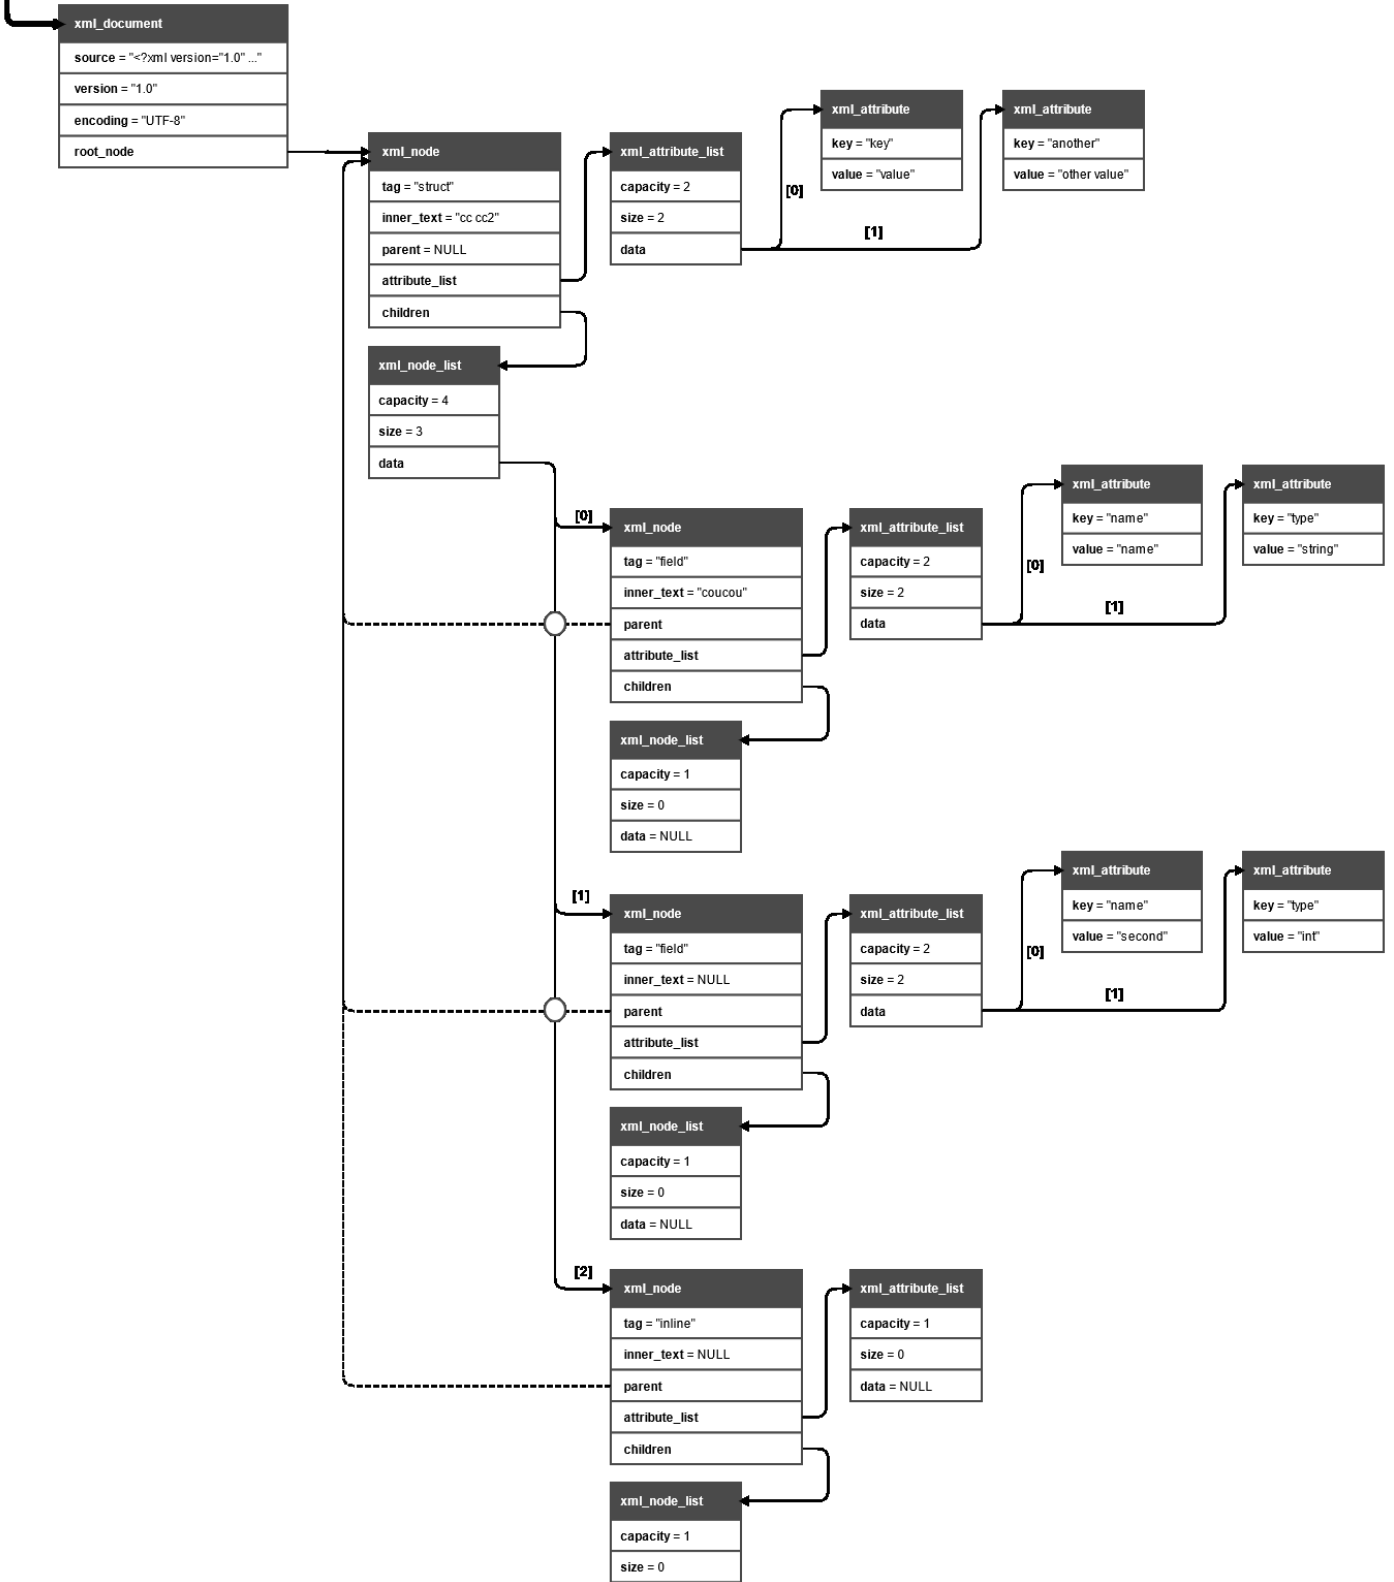 xml_document
source = "<?xml version="1.0" ..."
version = "1.0"
encoding = "UTF-8"
root_node
xml_node
tag = "struct"
inner_text = "cc cc2"
parent = NULL
attribute_list
children
xml_attribute_list
capacity = 2
size = 2
data
[0]
xml_attribute
key = "key"
value = "value"
[1]
xml_attribute
key = "another"
value = "other value"
xml_node_list
capacity = 4
size = 3
data
[0]
xml_node
tag = "field"
inner_text = "coucou"
parent
attribute_list
children
xml_attribute_list
capacity = 2
size = 2
data
[0]
xml_attribute
key = "name"
value = "name"
[1]
xml_attribute
key = "type"
value = "string"
xml_node_list
capacity = 1
size = 0
data = NULL
[1]
xml_node
tag = "field"
inner_text = NULL
parent
attribute_list
children
xml_attribute_list
capacity = 2
size = 2
data
[0]
xml_attribute
key = "name"
value = "second"
[1]
xml_attribute
key = "type"
value = "int"
xml_node_list
capacity = 1
size = 0
data = NULL
[2]
xml_node
tag = "inline"
inner_text = NULL
parent
attribute_list
children
xml_attribute_list
capacity = 1
size = 0
data = NULL
xml_node_list
capacity = 1
size = 0